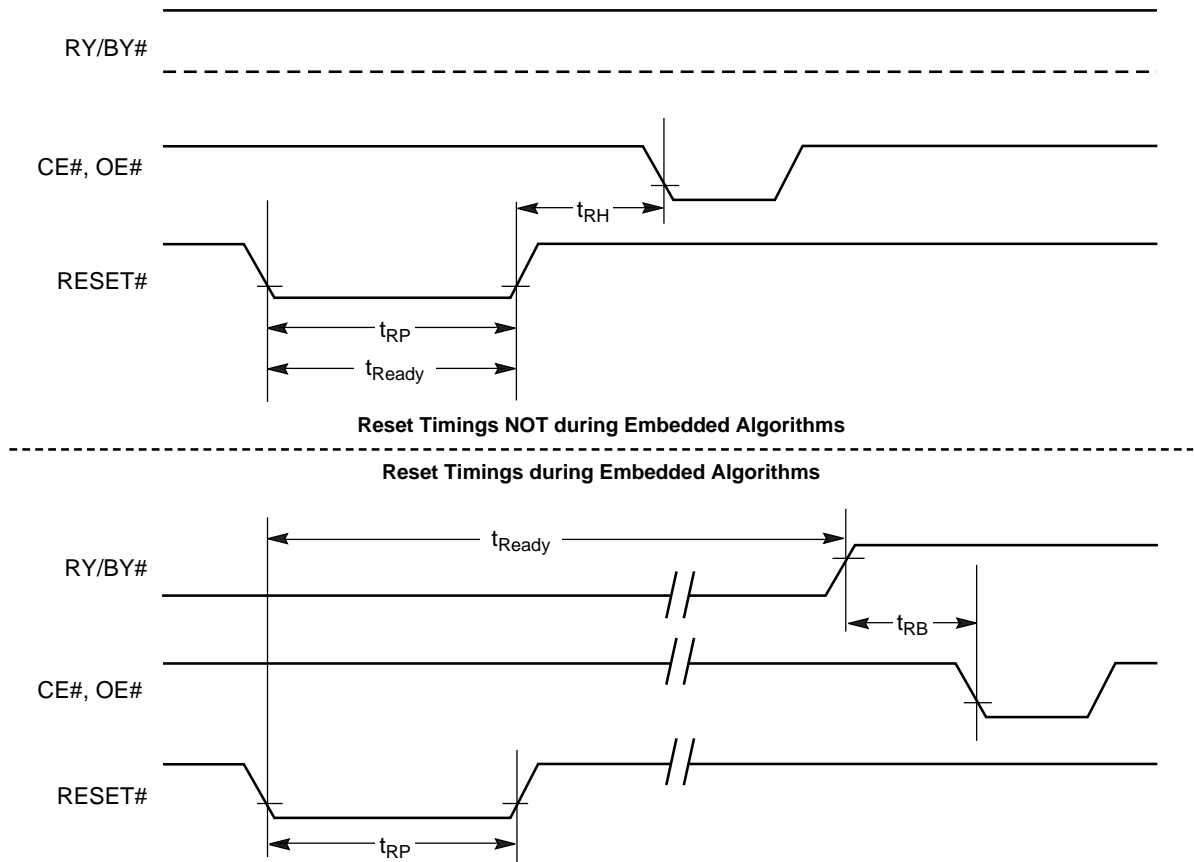 RY/BY#
CE#, OE#
tRH
RESET#
tRP
tReady
Reset Timings NOT during Embedded Algorithms
Reset Timings during Embedded Algorithms
tReady
RY/BY#
tRB
CE#, OE#
RESET#
tRP